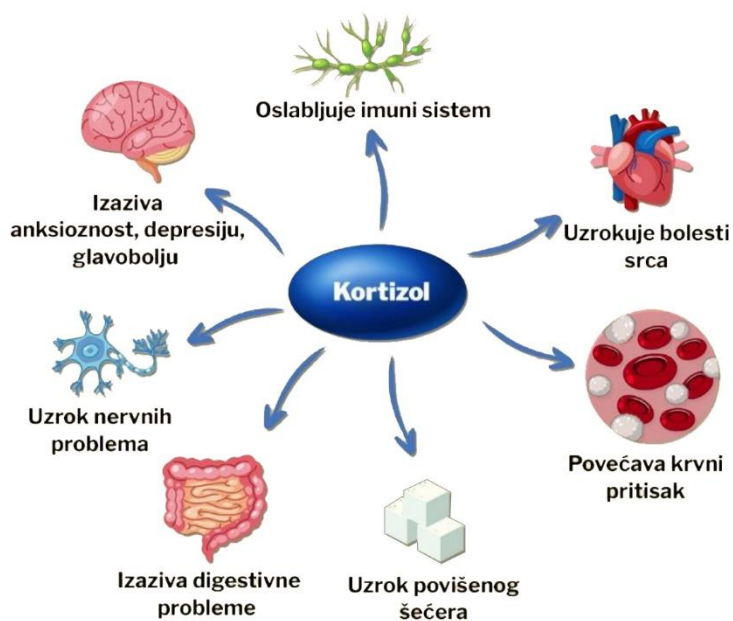 Oslabljuje imuni sistem
Izaziva
anksioznost, depresiju,
glavobolju
Uzrokuje bolesti
srca
Kortizol
Uzrok nervnih
problema
Povećava krvni
pritisak
Izaziva digestivne
probleme
Uzrok povišenog
šećera